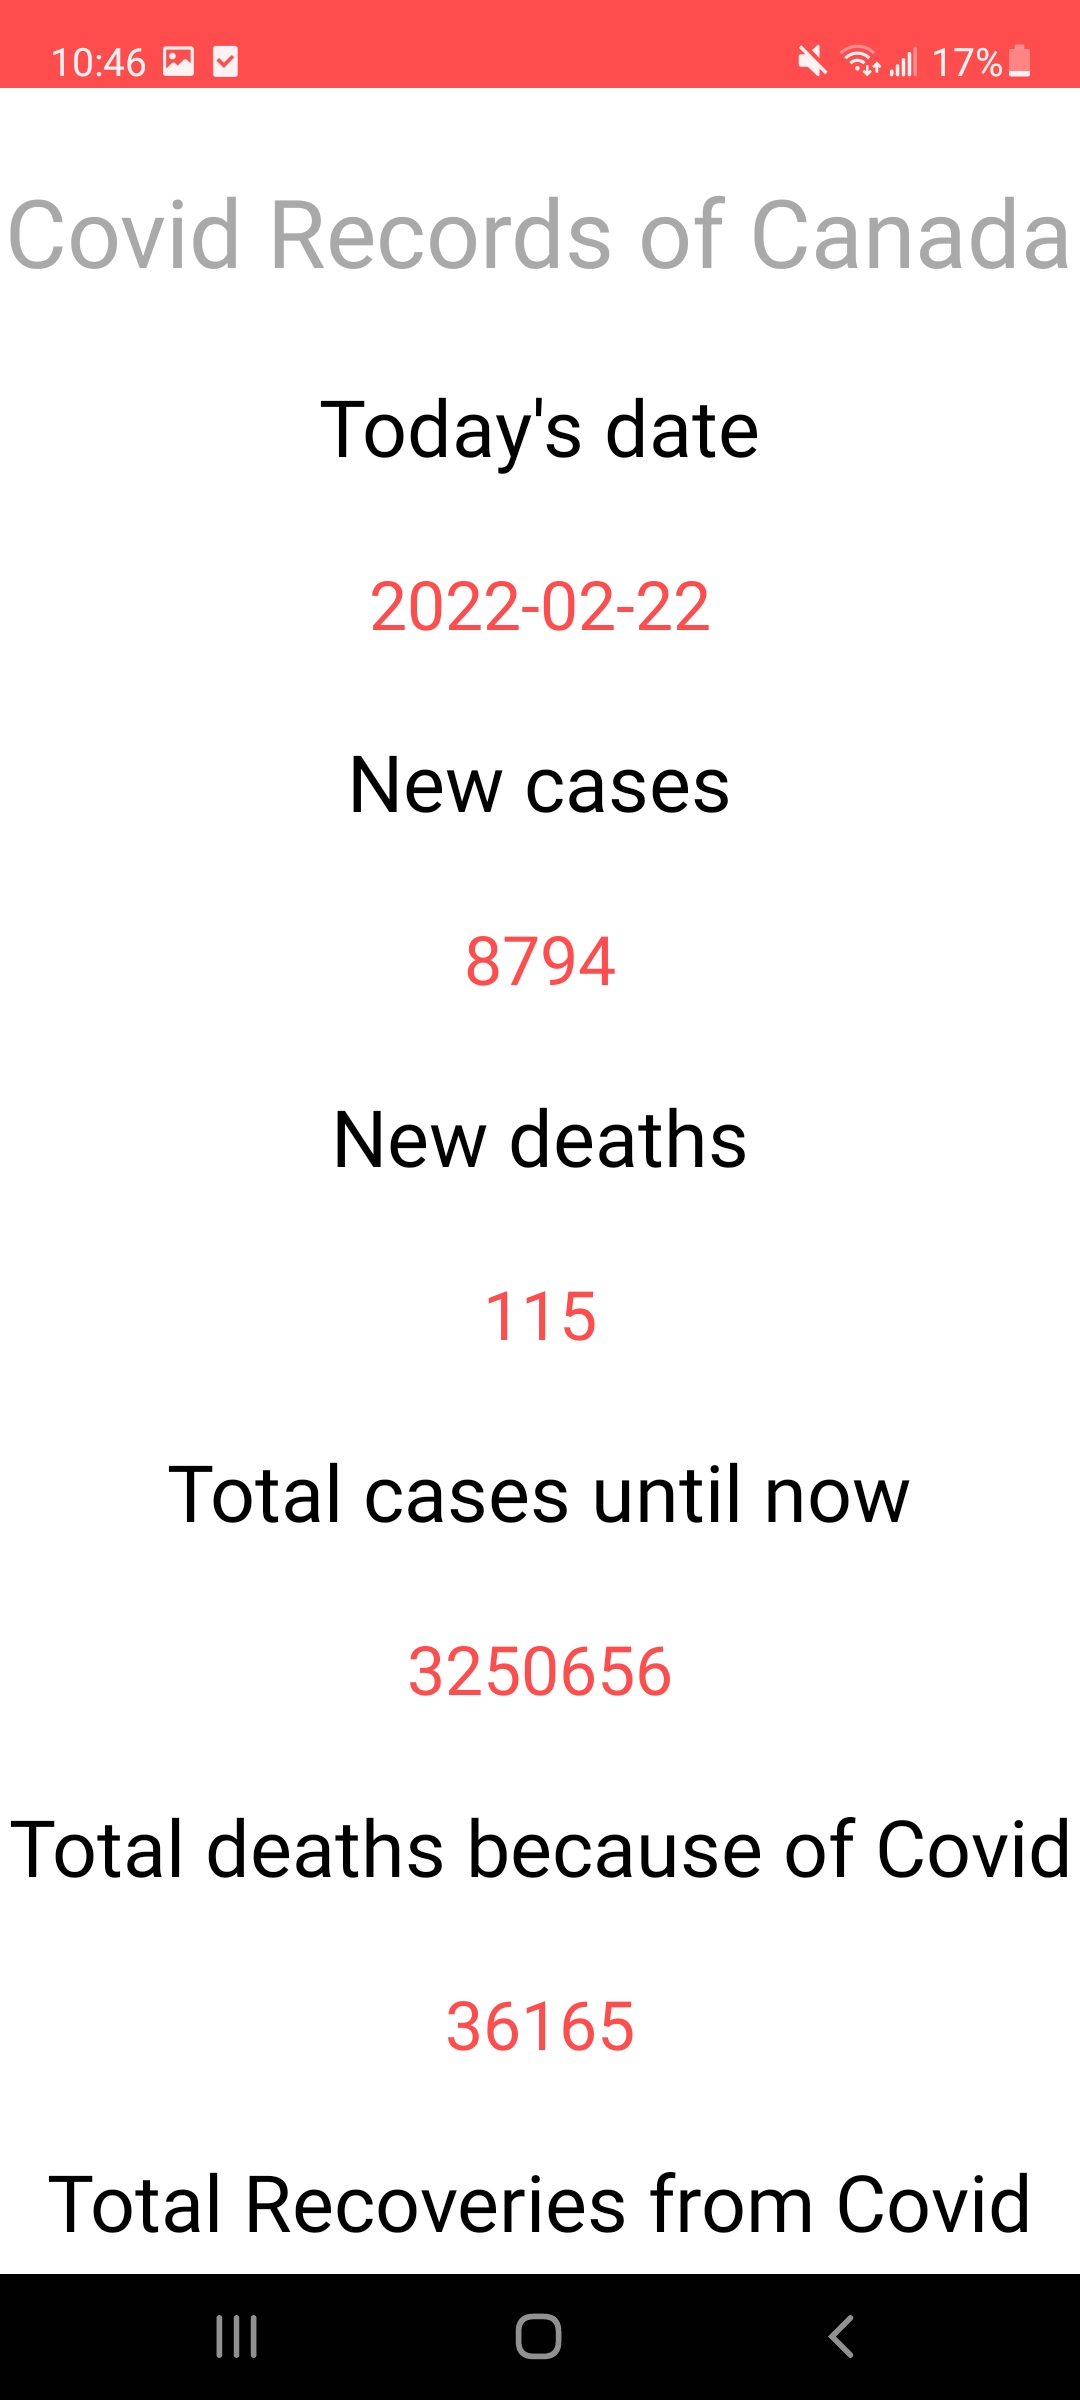 10:46 17%
Covid Records of Canada
Today's date
2022-02-22
New cases
8794
New deaths
115
Total cases until now
3250656
Total deaths because of Covid
36165
Total Recoveries from Covid